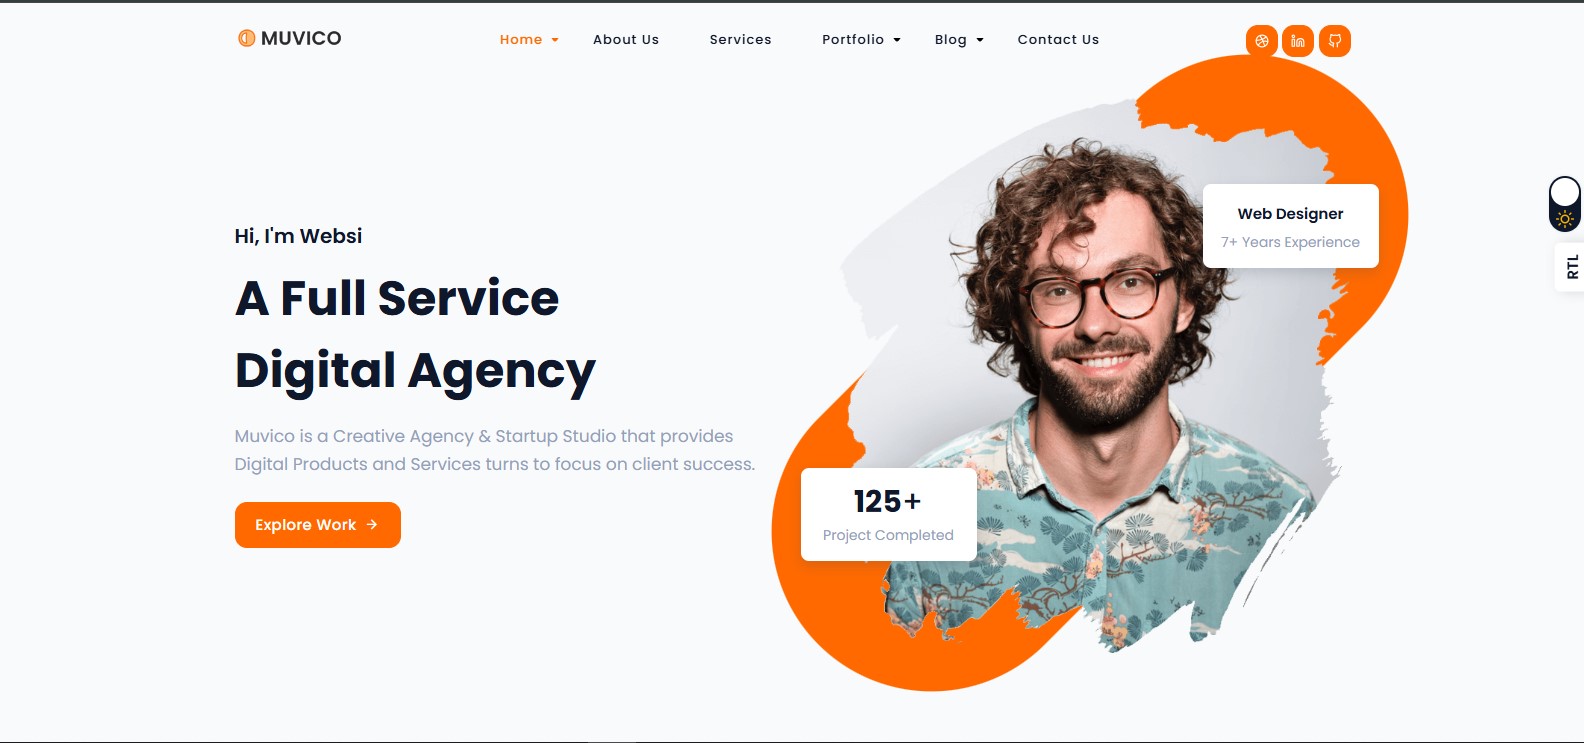 MUVICO
Home
About Us
Services
Portfolio
Blog
Contact Us
Hi, I'm Websi
A Full Service
Digital Agency
Muvico is a Creative Agency & Startup Studio that provides
Digital Products and Services turns to focus on client success.
Explore Work
Web Designer
7+ Years Experience
125+
Project Completed
RTL